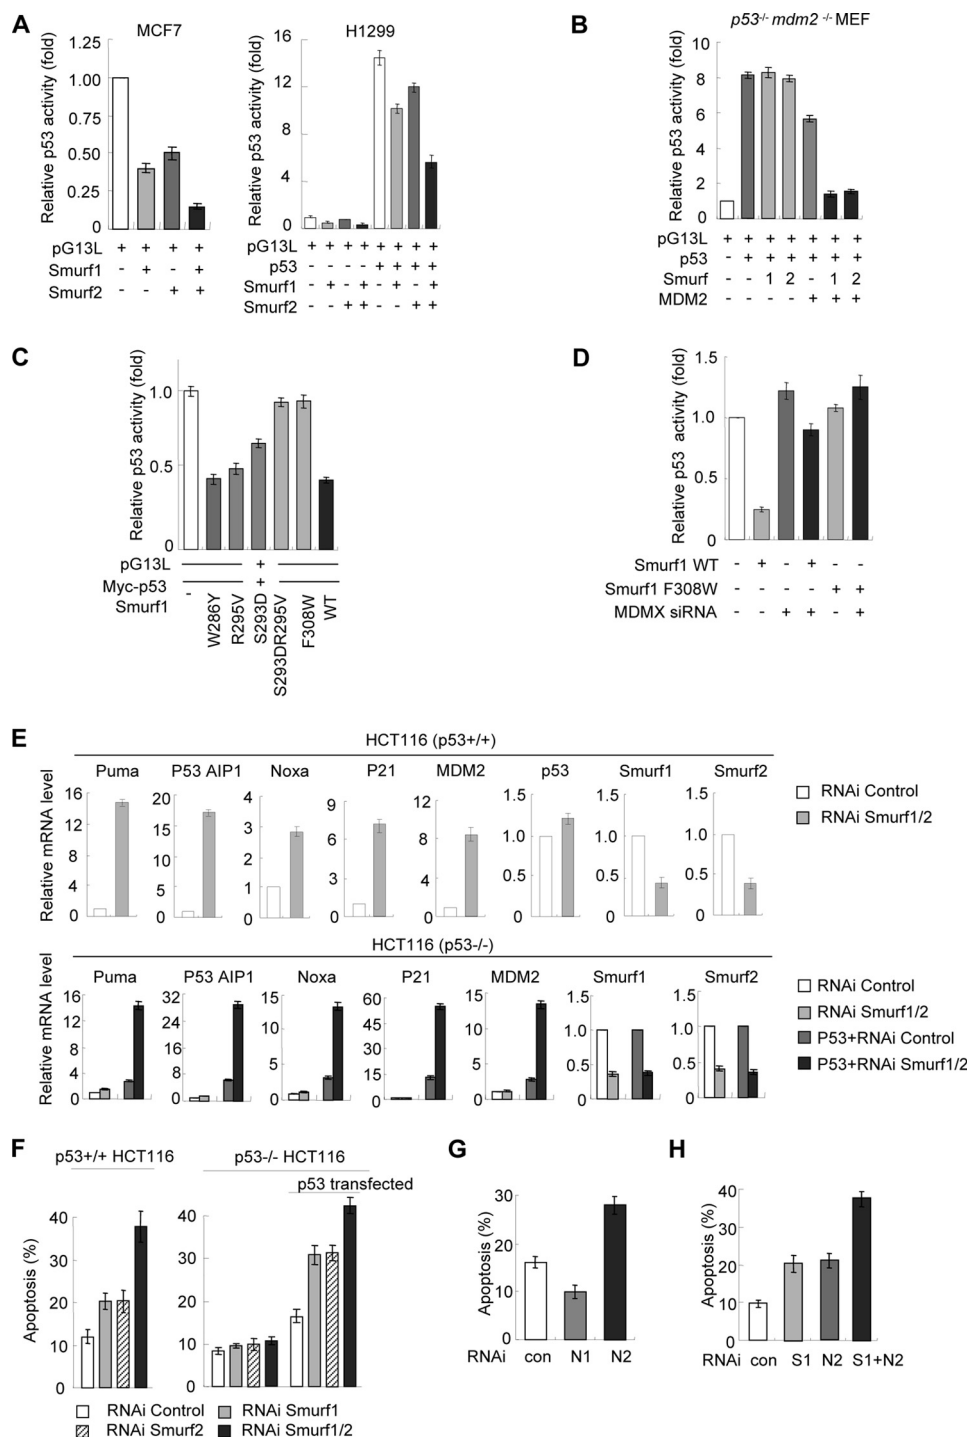 A
MCF7
Relative p53 activity (fold)
1.25
1.00
0.50
0.25
0
pG13L + + + +
Smurf1 - + - +
Smurf2 - - + +
H1299
Relative p53 activity (fold)
16
12
8
4
0
pG13L + + + +
p53 + + + +
Smurf1 - + - + - + - +
Smurf2 - - + + - - + +
B
p53-/- mdm2 -/- MEF
Relative p53 activity (fold)
10
8
6
4
2
0
pG13L + + + + + + +
p53 - + + + + + +
Smurf - - 1 2 - 1 2
MDM2 - - - - + + +
C
Relative p53 activity (fold)
1.0
0.5
0
pG13L +
Myc-p53 +
Smurf1 - W286Y R295V S293D S293DR295V F308W WT
D
Relative p53 activity (fold)
1.5
1.0
0.5
0
Smurf1 WT - + - + - -
Smurf1 F308W - - - - + +
MDMX siRNA - - + + - +
E
HCT116 (p53+/+)
Puma P53 AIP1 Noxa P21 MDM2 p53 Smurf1 Smurf2
Relative mRNA level
16 12 8 4 0
20 15 10 5 0
4 3 2 1 0
9 6 3 0
12 8 4 0
1.5 1.0 0.5 0
1.5 1.0 0.5 0
1.5 1.0 0.5 0
RNAi Control
RNAi Smurf1/2
HCT116 (p53-/-)
Puma P53 AIP1 Noxa P21 MDM2 Smurf1 Smurf2
Relative mRNA level
16 12 8 4 0
32 24 16 8 0
16 12 8 4 0
60 45 30 15 0
16 12 8 4 0
1.5 1.0 0.5 0
1.5 1.0 0.5 0
RNAi Control
RNAi Smurf1/2
P53+RNAi Control
P53+RNAi Smurf1/2
F
p53+/+ HCT116
Apoptosis (%)
40
30
20
10
0
p53-/- HCT116
p53 transfected
40
30
20
10
0
RNAi Control
RNAi Smurf1
RNAi Smurf2
RNAi Smurf1/2
G
Apoptosis (%)
30
20
10
0
RNAi con N1 N2
H
Apoptosis (%)
40
30
20
10
0
RNAi con S1 N2 S1+N2